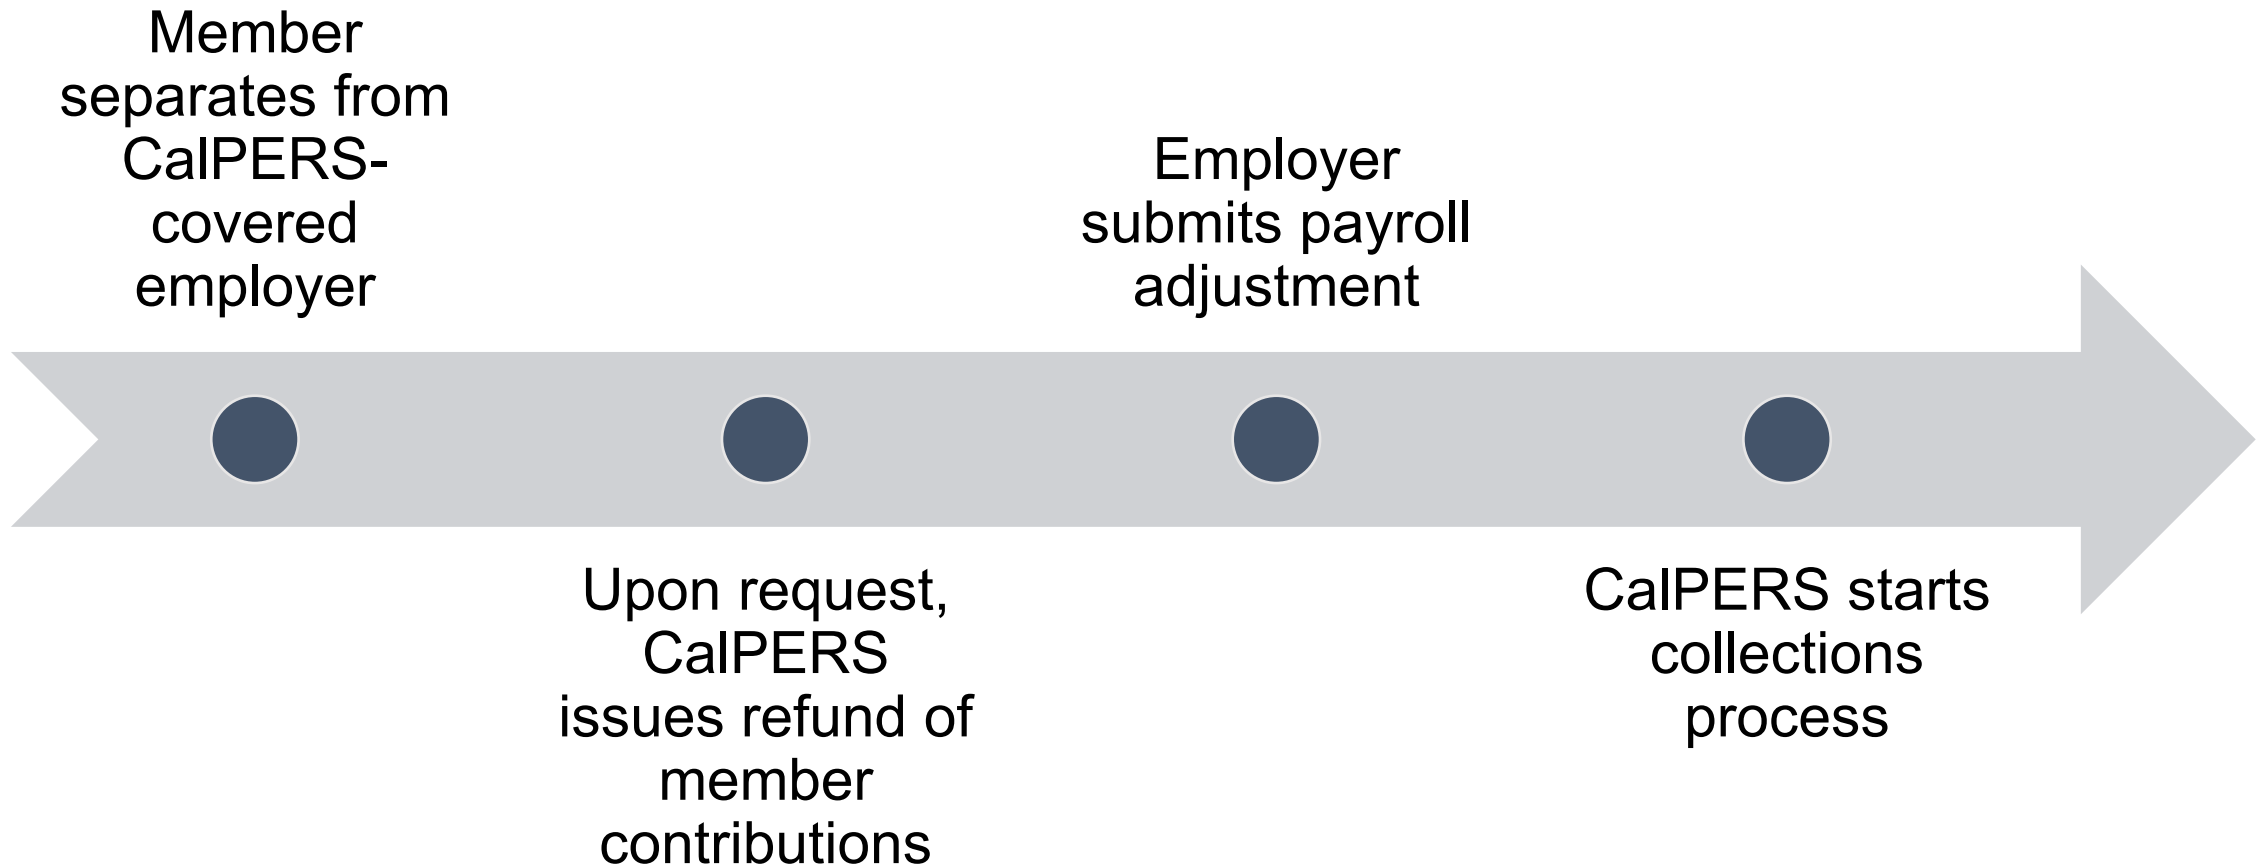 Member
separates from
CalPERS-
covered
employer
Upon request,
CalPERS
issues refund of
member
contributions
Employer
submits payroll
adjustment
CalPERS starts
collections
process